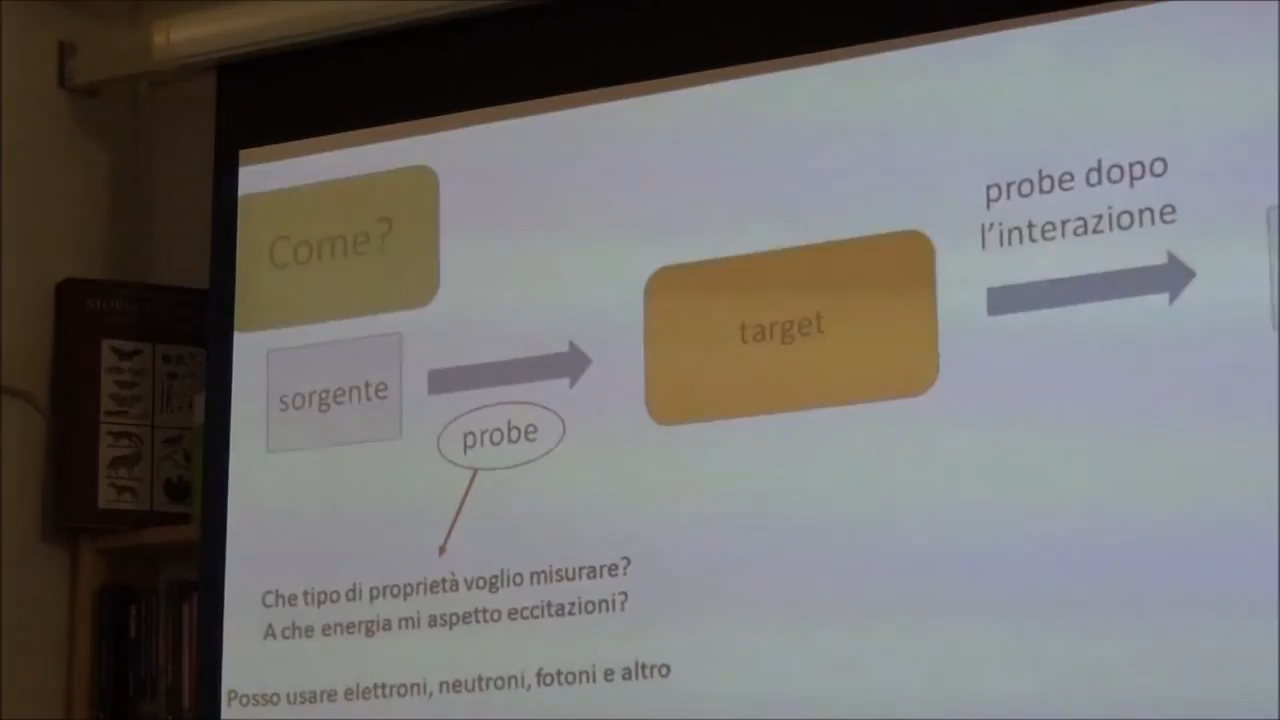 Come?
probe dopo
l'interazione
target
sorgente
probe
Che tipo di proprietà voglio misurare?
A che energia mi aspetto eccitazioni?
Posso usare elettroni, neutroni, fotoni e altro